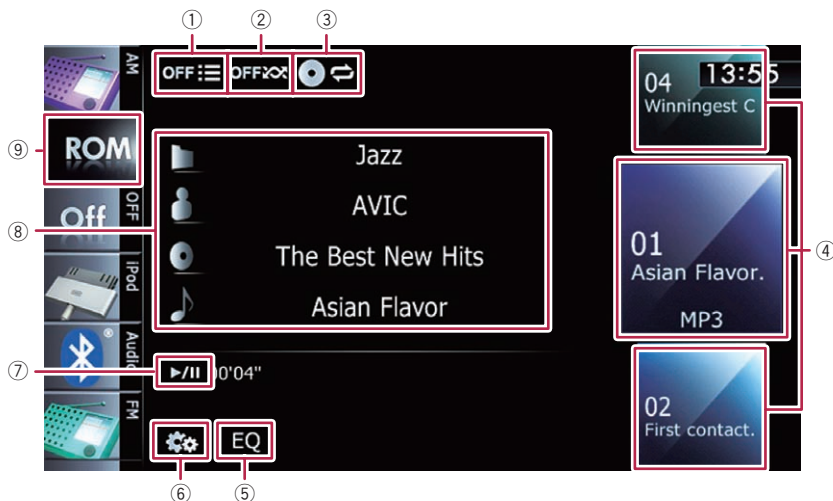 ① ② ③
AM
OFF OFF
04 13:55
Winningest C
⑨ ROM
Jazz
OFF
Off
AVIC
⑧
The Best New Hits
01
④
Asian Flavor.
iPod
Asian Flavor
MP3
Audio
⑦ ►/II 00'04"
02
First contact.
FM
EQ
⑥ ⑤